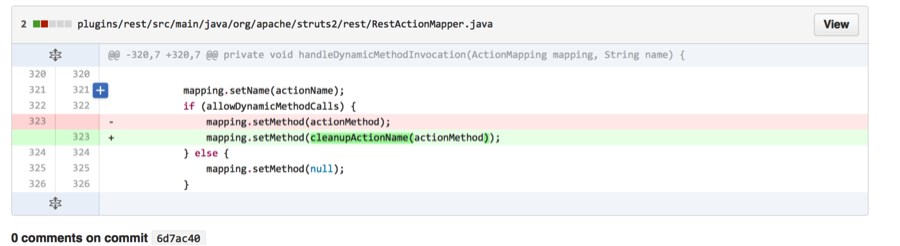 2 plugins/rest/src/main/java/org/apache/struts2/rest/RestActionMapper.java View
@@ -320,7 +320,7 @@ private void handleDynamicMethodInvocation(ActionMapping mapping, String name) {
320 320
321 321 + mapping.setName(actionName);
322 322 if (allowDynamicMethodCalls) {
323 - mapping.setMethod(actionMethod);
323 + mapping.setMethod(cleanupActionName(actionMethod));
324 324 } else {
325 325 mapping.setMethod(null);
326 326 }
0 comments on commit 6d7ac40